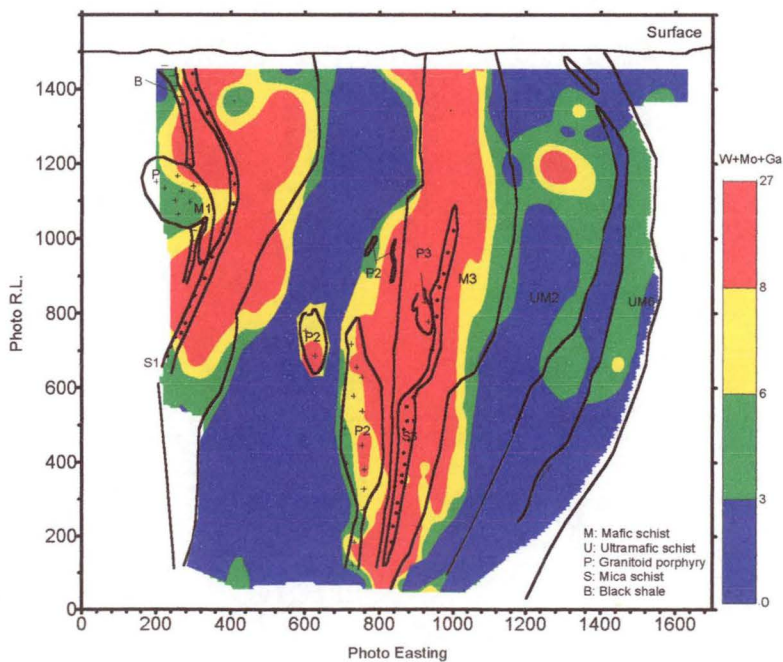 Surface
1400
1200
1000
800
600
400
200
0
Photo R.L.
0
200
400
600
800
1000
1200
1400
1600
Photo Easting
B
P
M1
S1
P2
P2
P2
P3
M3
UM2
W+Mo+Ga
27
8
6
3
0
M: Mafic schist
U: Ultramafic schist
P: Granitoid porphyry
S: Mica schist
B: Black shale